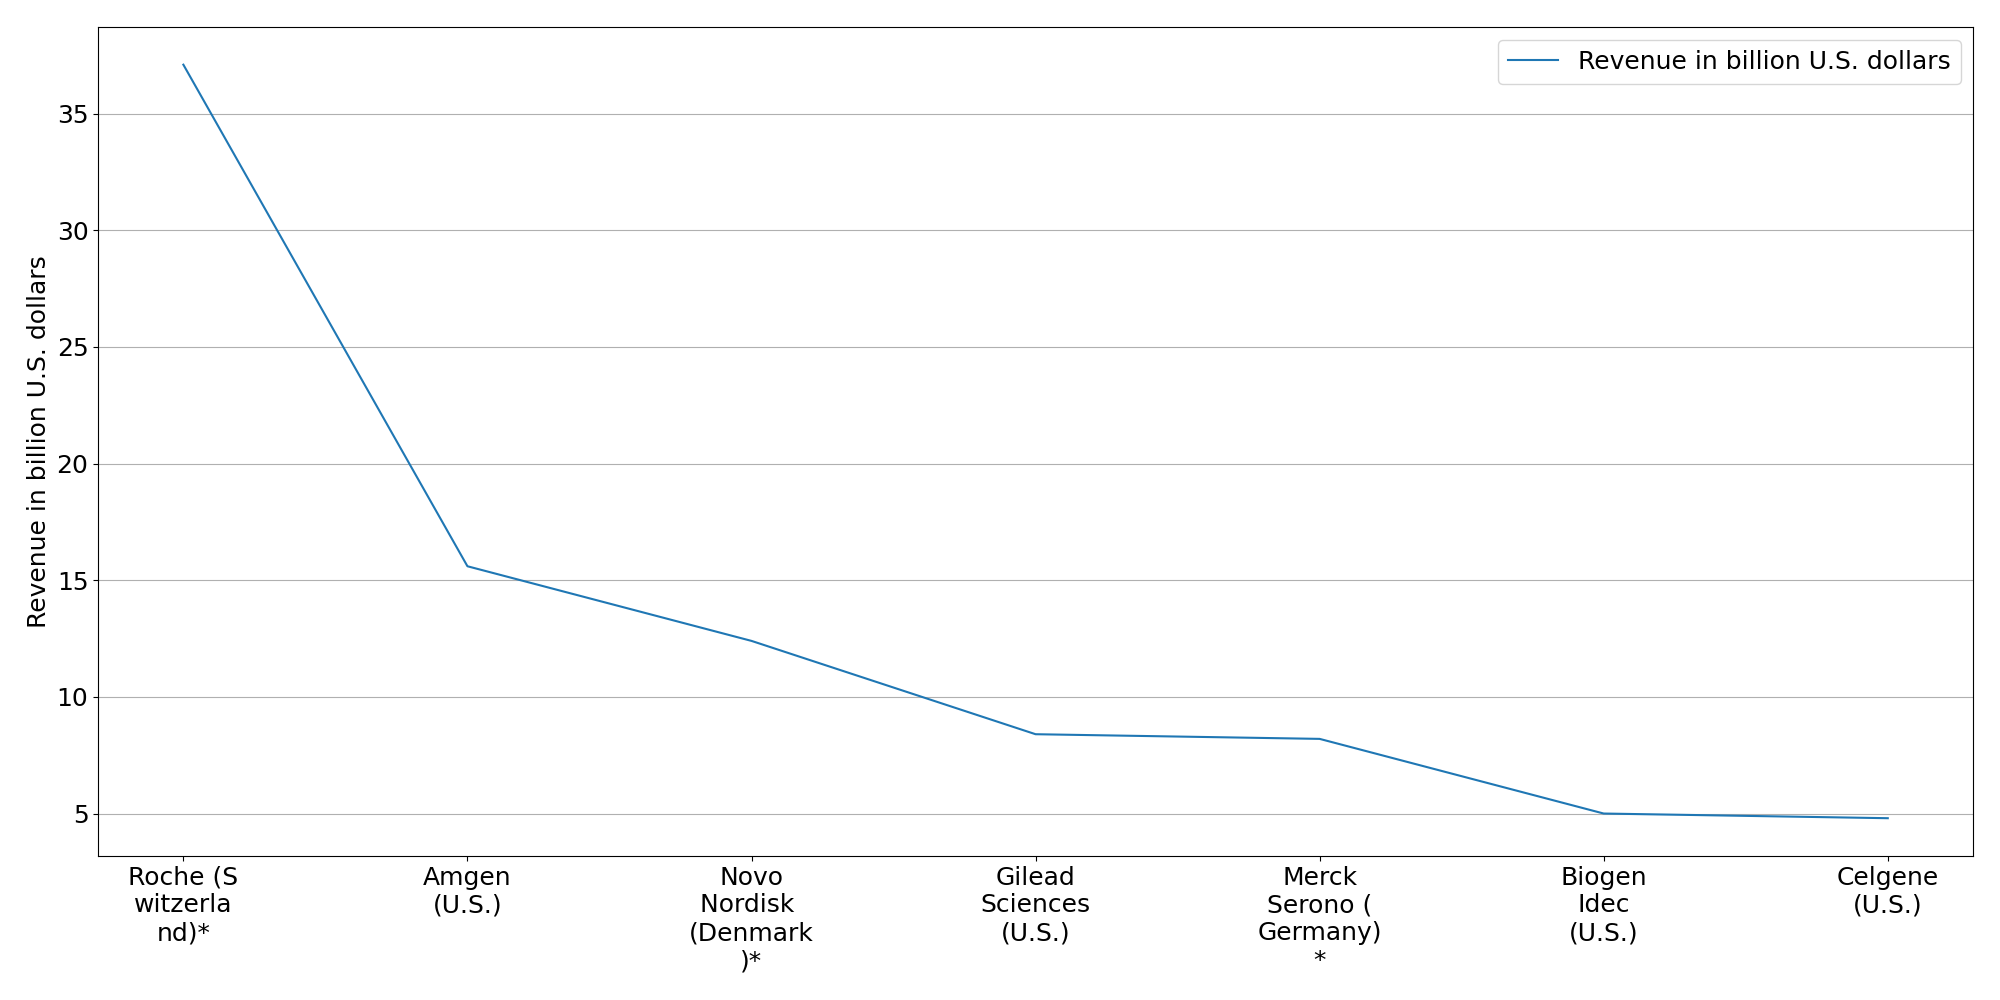 Revenue in billion U.S. dollars
Revenue in billion U.S. dollars
35
30
25
20
15
10
5
Roche (S
witzerla
nd)*
Amgen
(U.S.)
Novo
Nordisk
(Denmark
)*
Gilead
Sciences
(U.S.)
Merck
Serono (
Germany)
*
Biogen
Idec
(U.S.)
Celgene
(U.S.)